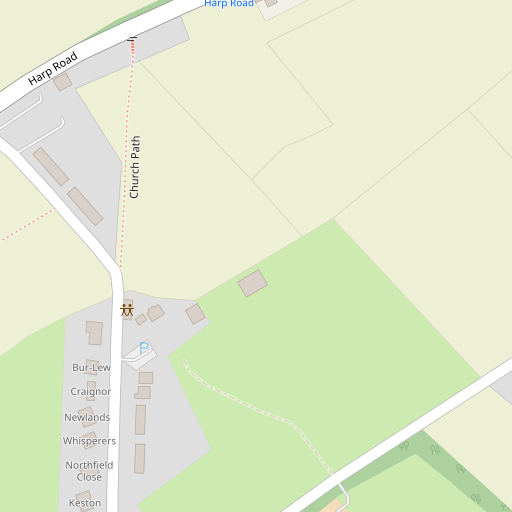 Harp Road
Harp Road
Church Path
P
Bur-Lew
Craignor
Newlands
Whisperers
Northfield
Close
Keston